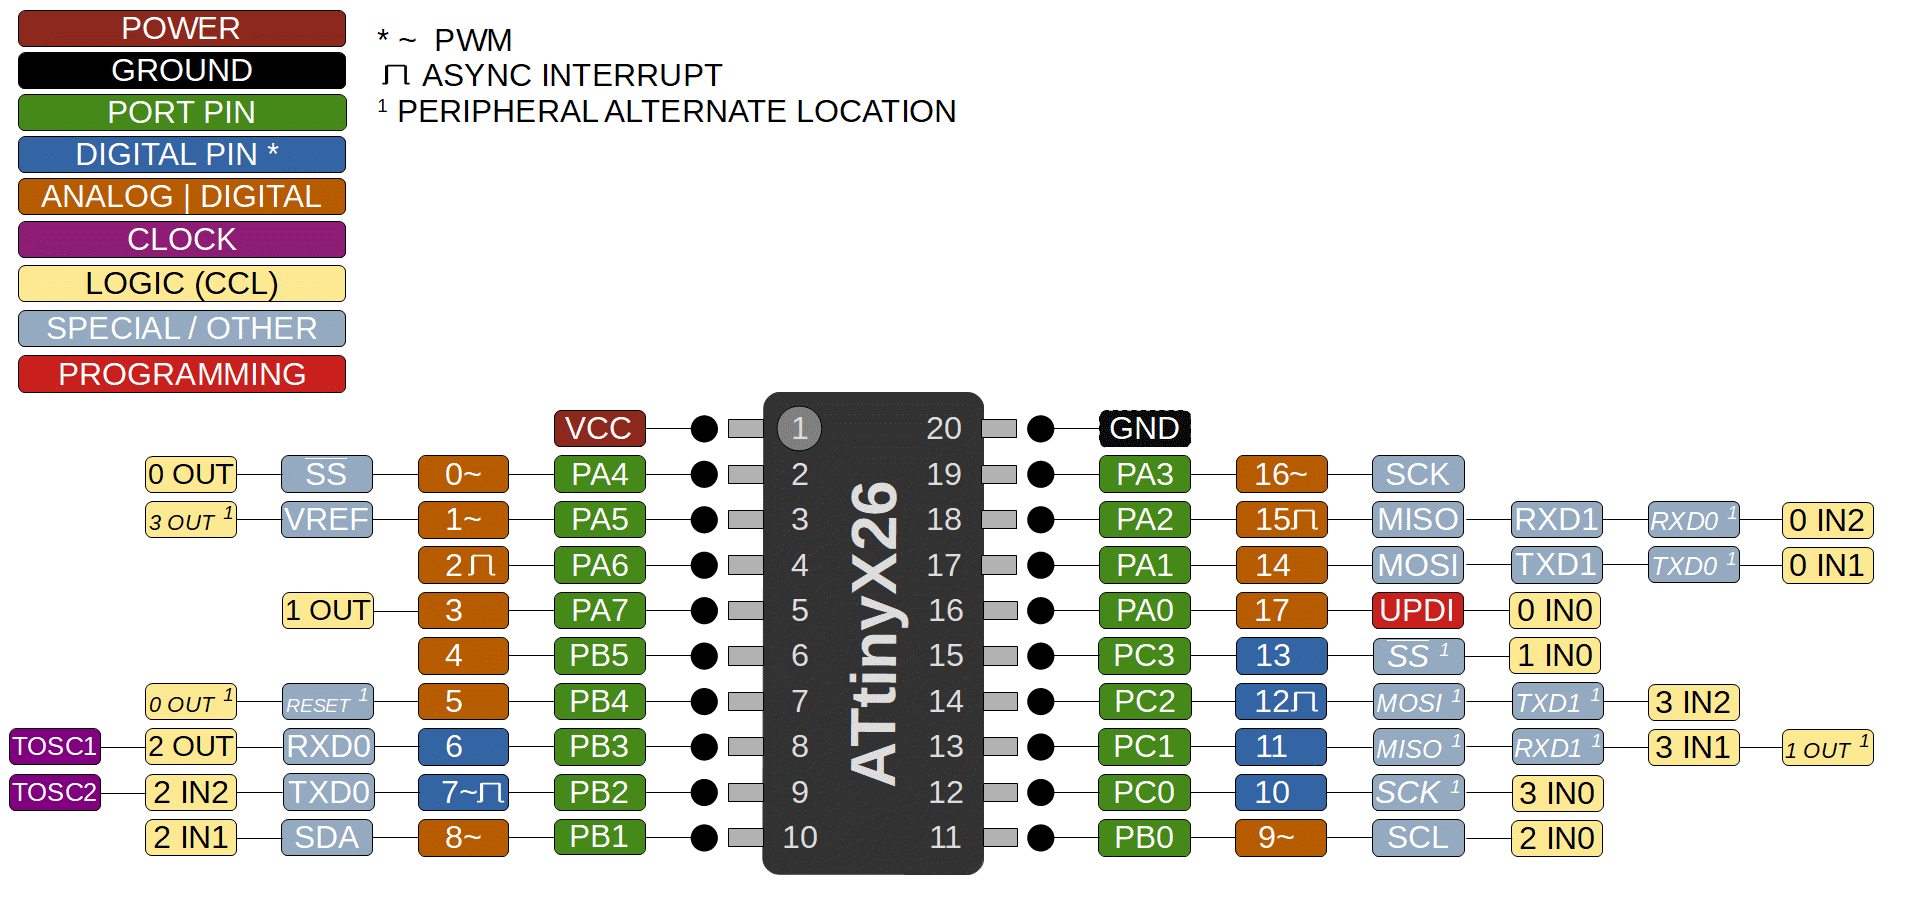 POWER
GROUND
PORT PIN
DIGITAL PIN *
ANALOG | DIGITAL
CLOCK
LOGIC (CCL)
SPECIAL / OTHER
PROGRAMMING
* ~ PWM
ASYNC INTERRUPT
¹ PERIPHERAL ALTERNATE LOCATION
VCC 1 20 GND
0 OUT SS 0~ PA4 2 19 PA3 16~ SCK
3 OUT ¹ VREF 1~ PA5 3 18 PA2 15 MISO RXD1 RXD0 ¹ 0 IN2
2 PA6 4 17 PA1 14 MOSI TXD1 TXD0 ¹ 0 IN1
1 OUT 3 PA7 5 16 PA0 17 UPDI 0 IN0
4 PB5 6 15 PC3 13 SS ¹ 1 IN0
0 OUT ¹ RESET ¹ 5 PB4 7 14 PC2 12 MOSI ¹ TXD1 ¹ 3 IN2
TOSC1 2 OUT RXD0 6 PB3 8 13 PC1 11 MISO ¹ RXD1 ¹ 3 IN1 1 OUT ¹
TOSC2 2 IN2 TXD0 7~ PB2 9 12 PC0 10 SCK ¹ 3 IN0
2 IN1 SDA 8~ PB1 10 11 PB0 9~ SCL 2 IN0
ATtinyX26